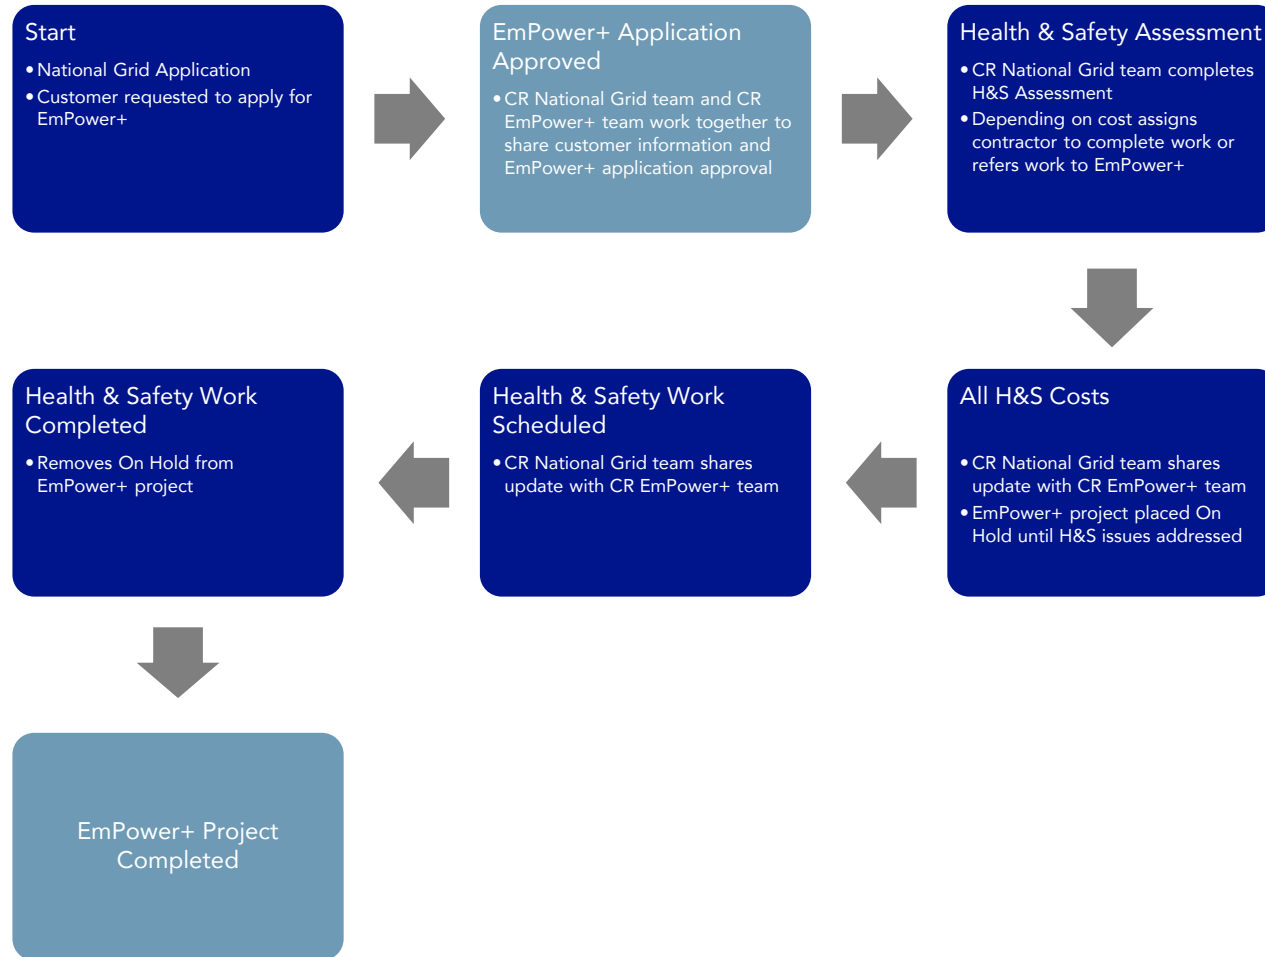 Start
•National Grid Application
•Customer requested to apply for
EmPower+
EmPower+ Application
Approved
•CR National Grid team and CR
EmPower+ team work together to
share customer information and
EmPower+ application approval
Health & Safety Assessment
•CR National Grid team completes
H&S Assessment
•Depending on cost assigns
contractor to complete work or
refers work to EmPower+
All H&S Costs
•CR National Grid team shares
update with CR EmPower+ team
•EmPower+ project placed On
Hold until H&S issues addressed
Health & Safety Work
Scheduled
•CR National Grid team shares
update with CR EmPower+ team
Health & Safety Work
Completed
•Removes On Hold from
EmPower+ project
EmPower+ Project
Completed